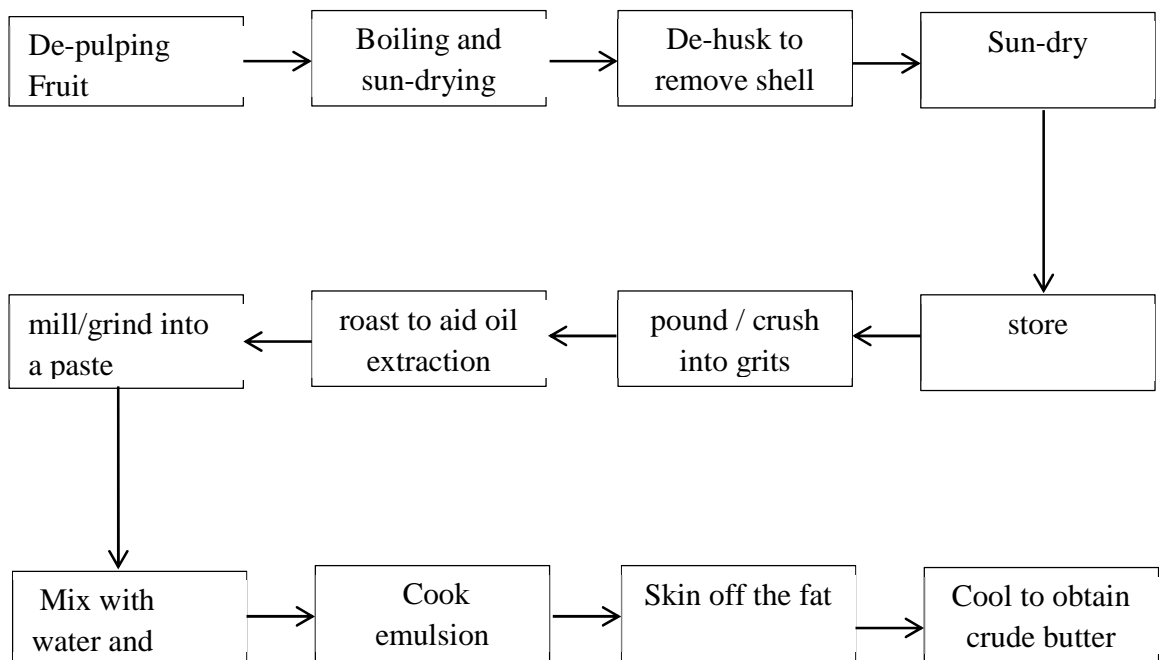 De-pulping
Fruit
Boiling and
sun-drying
De-husk to
remove shell
Sun-dry
store
pound / crush
into grits
roast to aid oil
extraction
mill/grind into
a paste
Mix with
water and
Cook
emulsion
Skin off the fat
Cool to obtain
crude butter